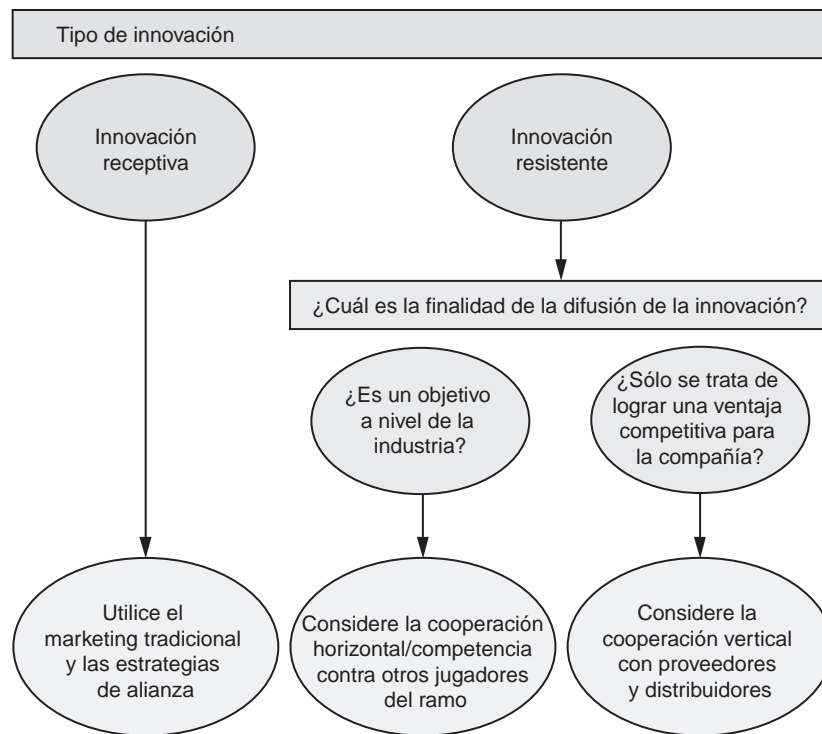 Tipo de innovación
Innovación
receptiva
Innovación
resistente
¿Cuál es la finalidad de la difusión de la innovación?
¿Es un objetivo
a nivel de la
industria?
¿Sólo se trata de
lograr una ventaja
competitiva para
la compañía?
Utilice el
marketing tradicional
y las estrategias
de alianza
Considere la cooperación
horizontal/competencia
contra otros jugadores
del ramo
Considere la
cooperación vertical
con proveedores
y distribuidores